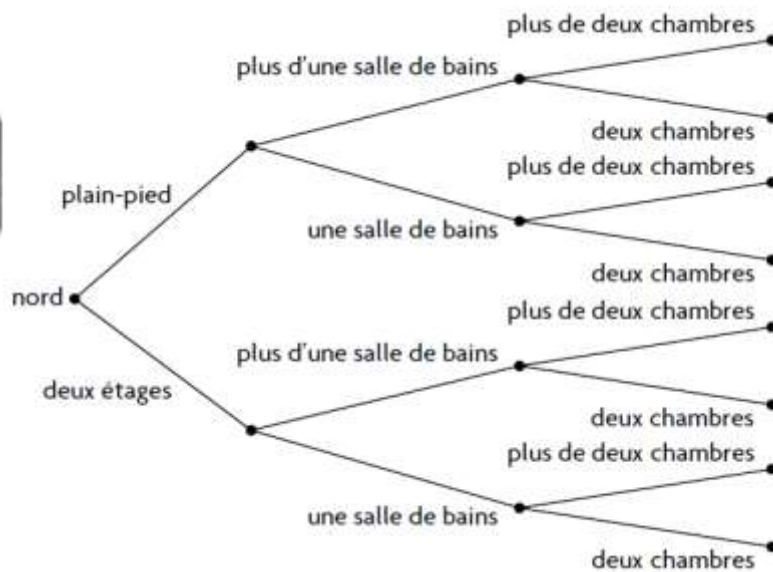 plus de deux chambres
plus d'une salle de bains
deux chambres
plus de deux chambres
plain-pied
une salle de bains
deux chambres
nord
plus de deux chambres
plus d'une salle de bains
deux étages
deux chambres
plus de deux chambres
une salle de bains
deux chambres